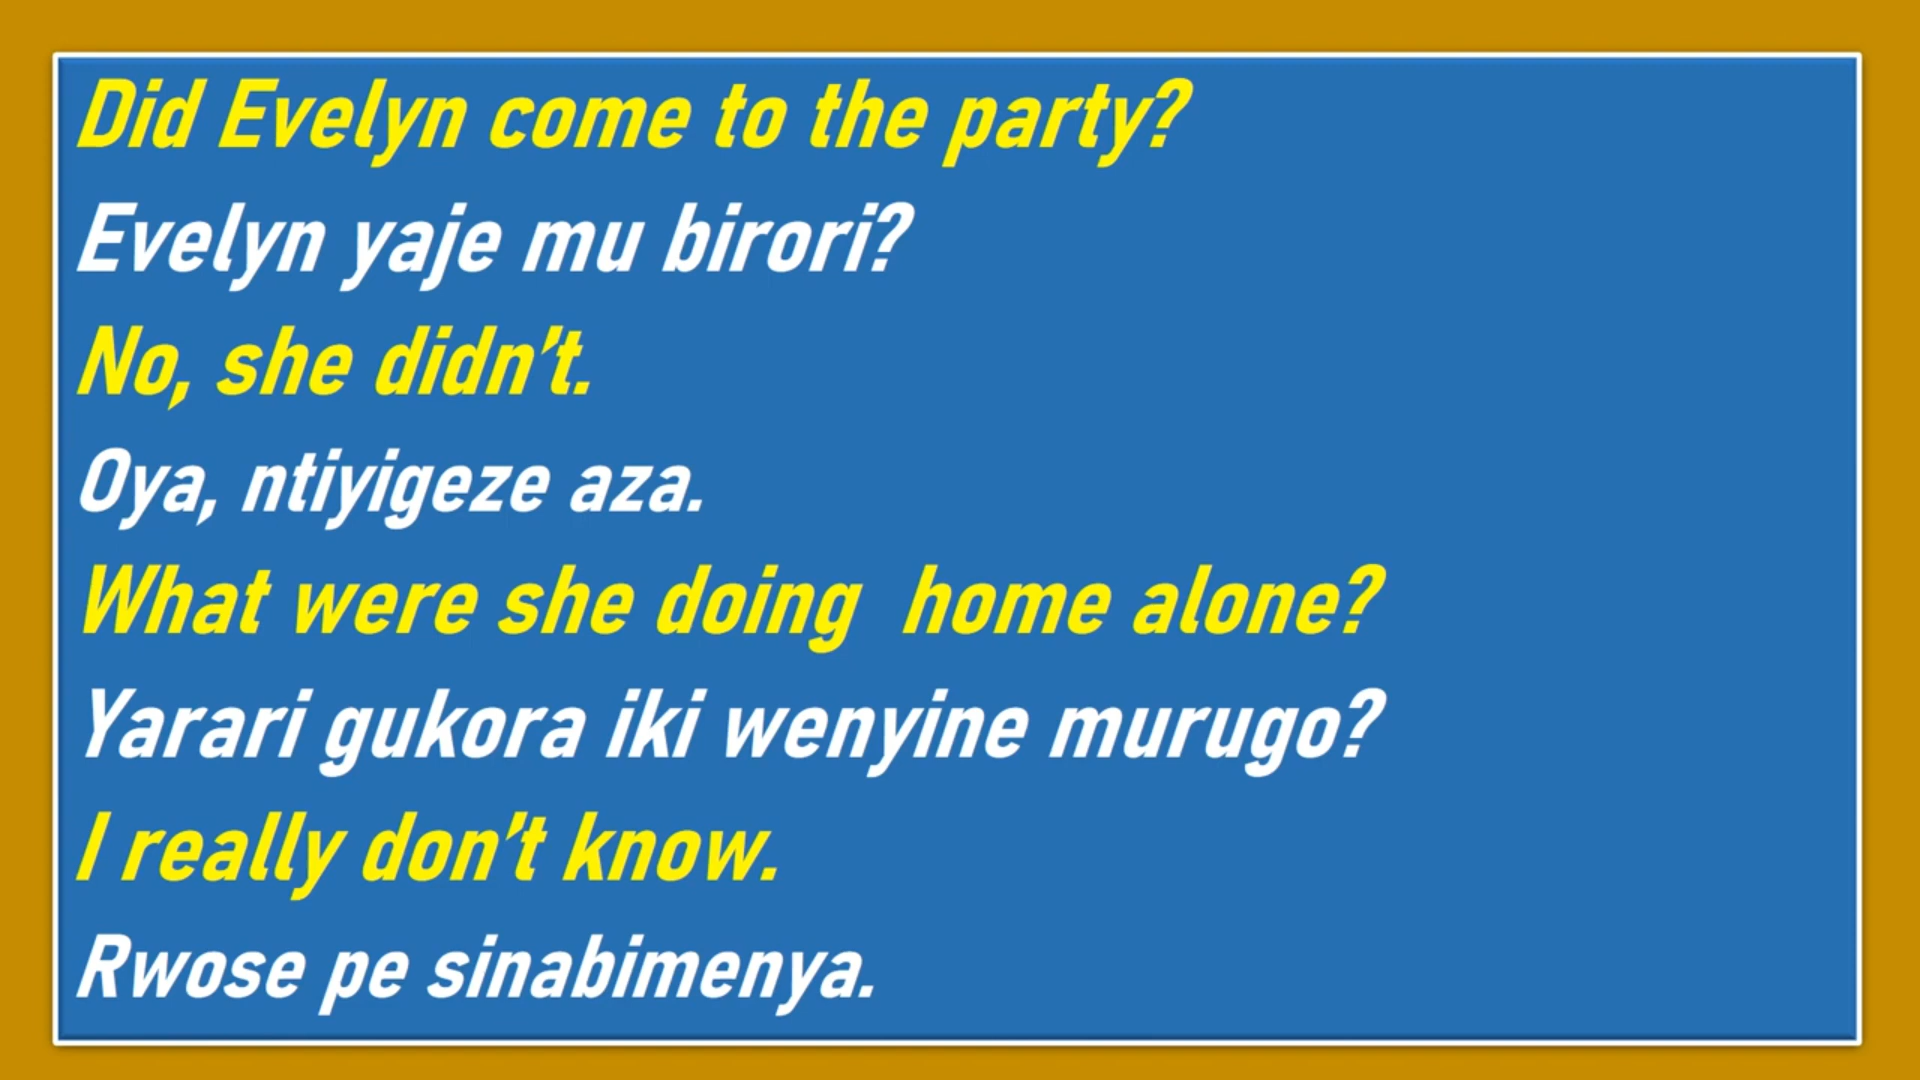 Did Evelyn come to the party?
Evelyn yaje mu birori?
No, she didn't.
Oya, ntiyigeze aza.
What were she doing  home alone?
Yarari gukora iki wenyine murugo?
I really don't know.
Rwose pe sinabimenya.